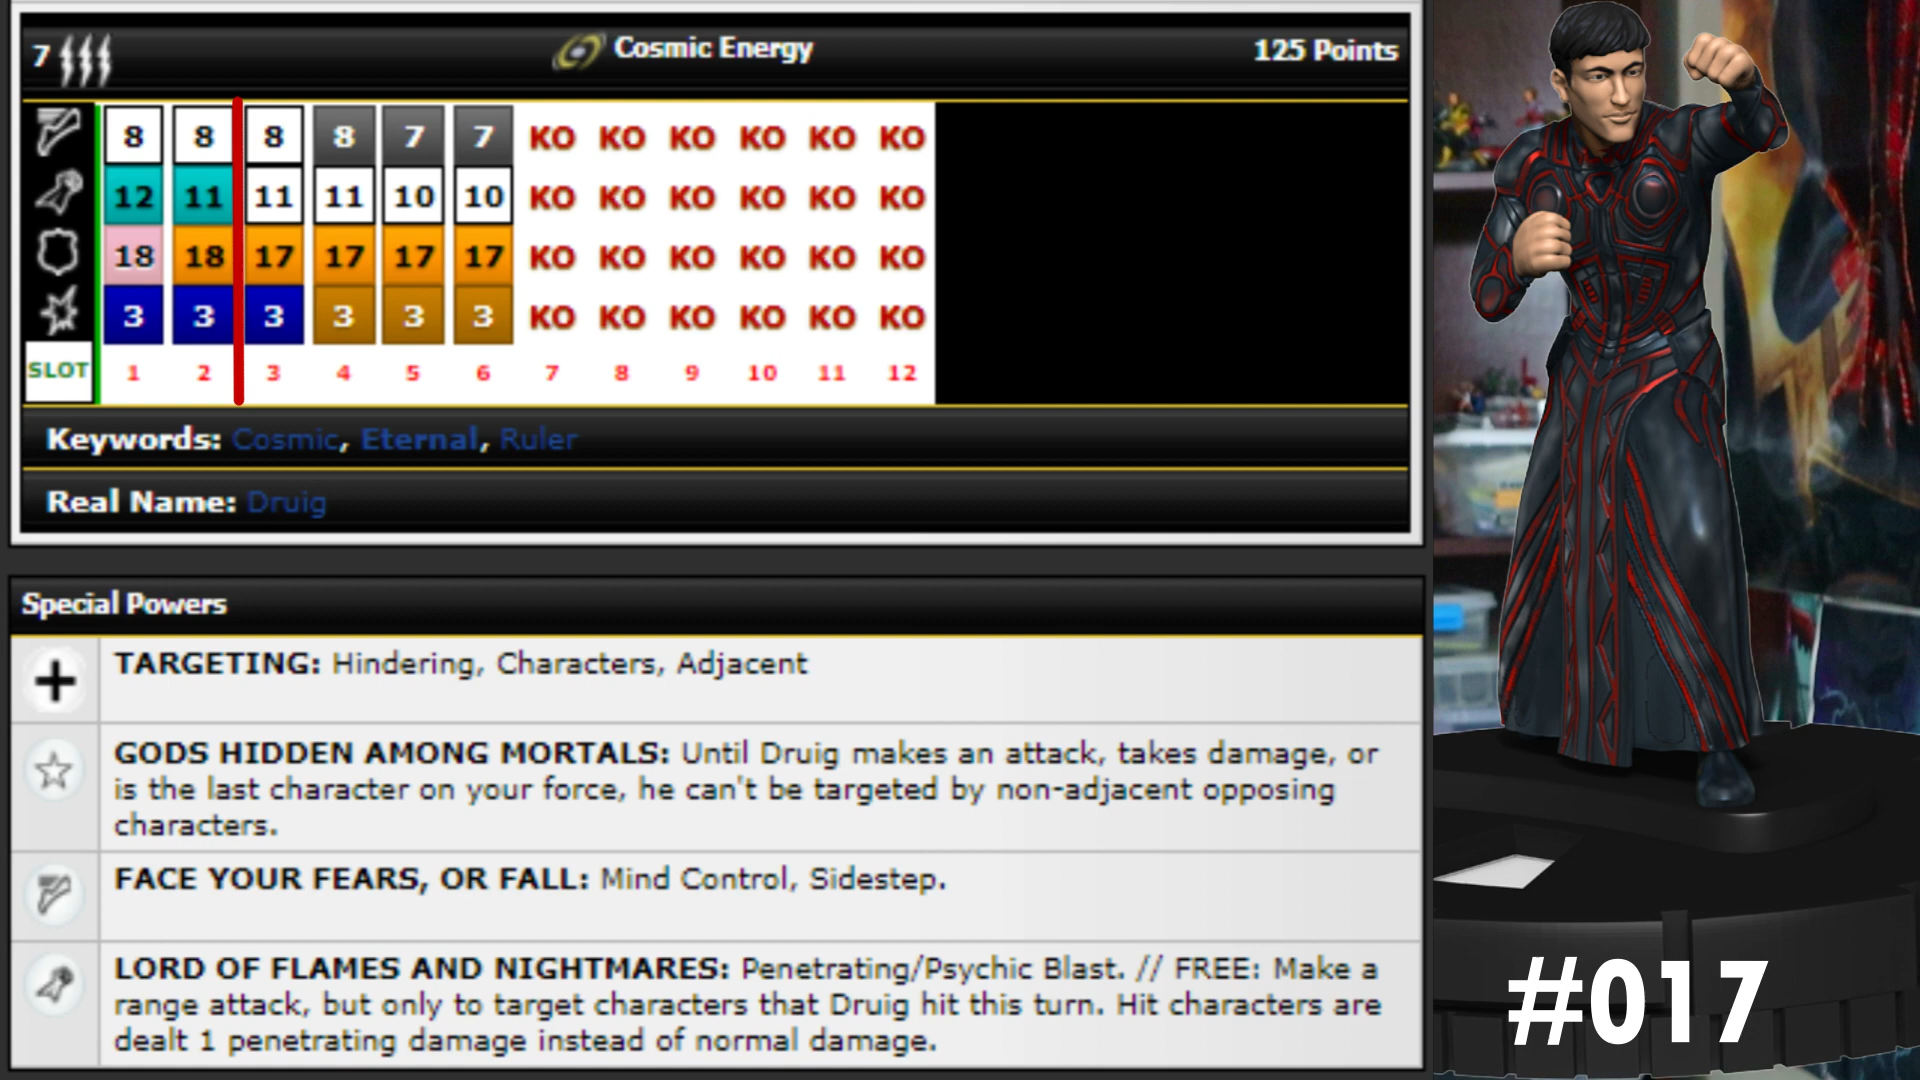 7 Cosmic Energy 125 Points
8 8 8 8 7 7 KO KO KO KO KO KO
12 11 11 11 10 10 KO KO KO KO KO KO
18 18 17 17 17 17 KO KO KO KO KO KO
3 3 3 3 3 3 KO KO KO KO KO KO
SLOT 1 2 3 4 5 6 7 8 9 10 11 12
Keywords: Cosmic, Eternal, Ruler
Real Name: Druig
Special Powers
TARGETING: Hindering, Characters, Adjacent
GODS HIDDEN AMONG MORTALS: Until Druig makes an attack, takes damage, or
is the last character on your force, he can't be targeted by non-adjacent opposing
characters.
FACE YOUR FEARS, OR FALL: Mind Control, Sidestep.
LORD OF FLAMES AND NIGHTMARES: Penetrating/Psychic Blast. // FREE: Make a
range attack, but only to target characters that Druig hit this turn. Hit characters are
dealt 1 penetrating damage instead of normal damage.
#017